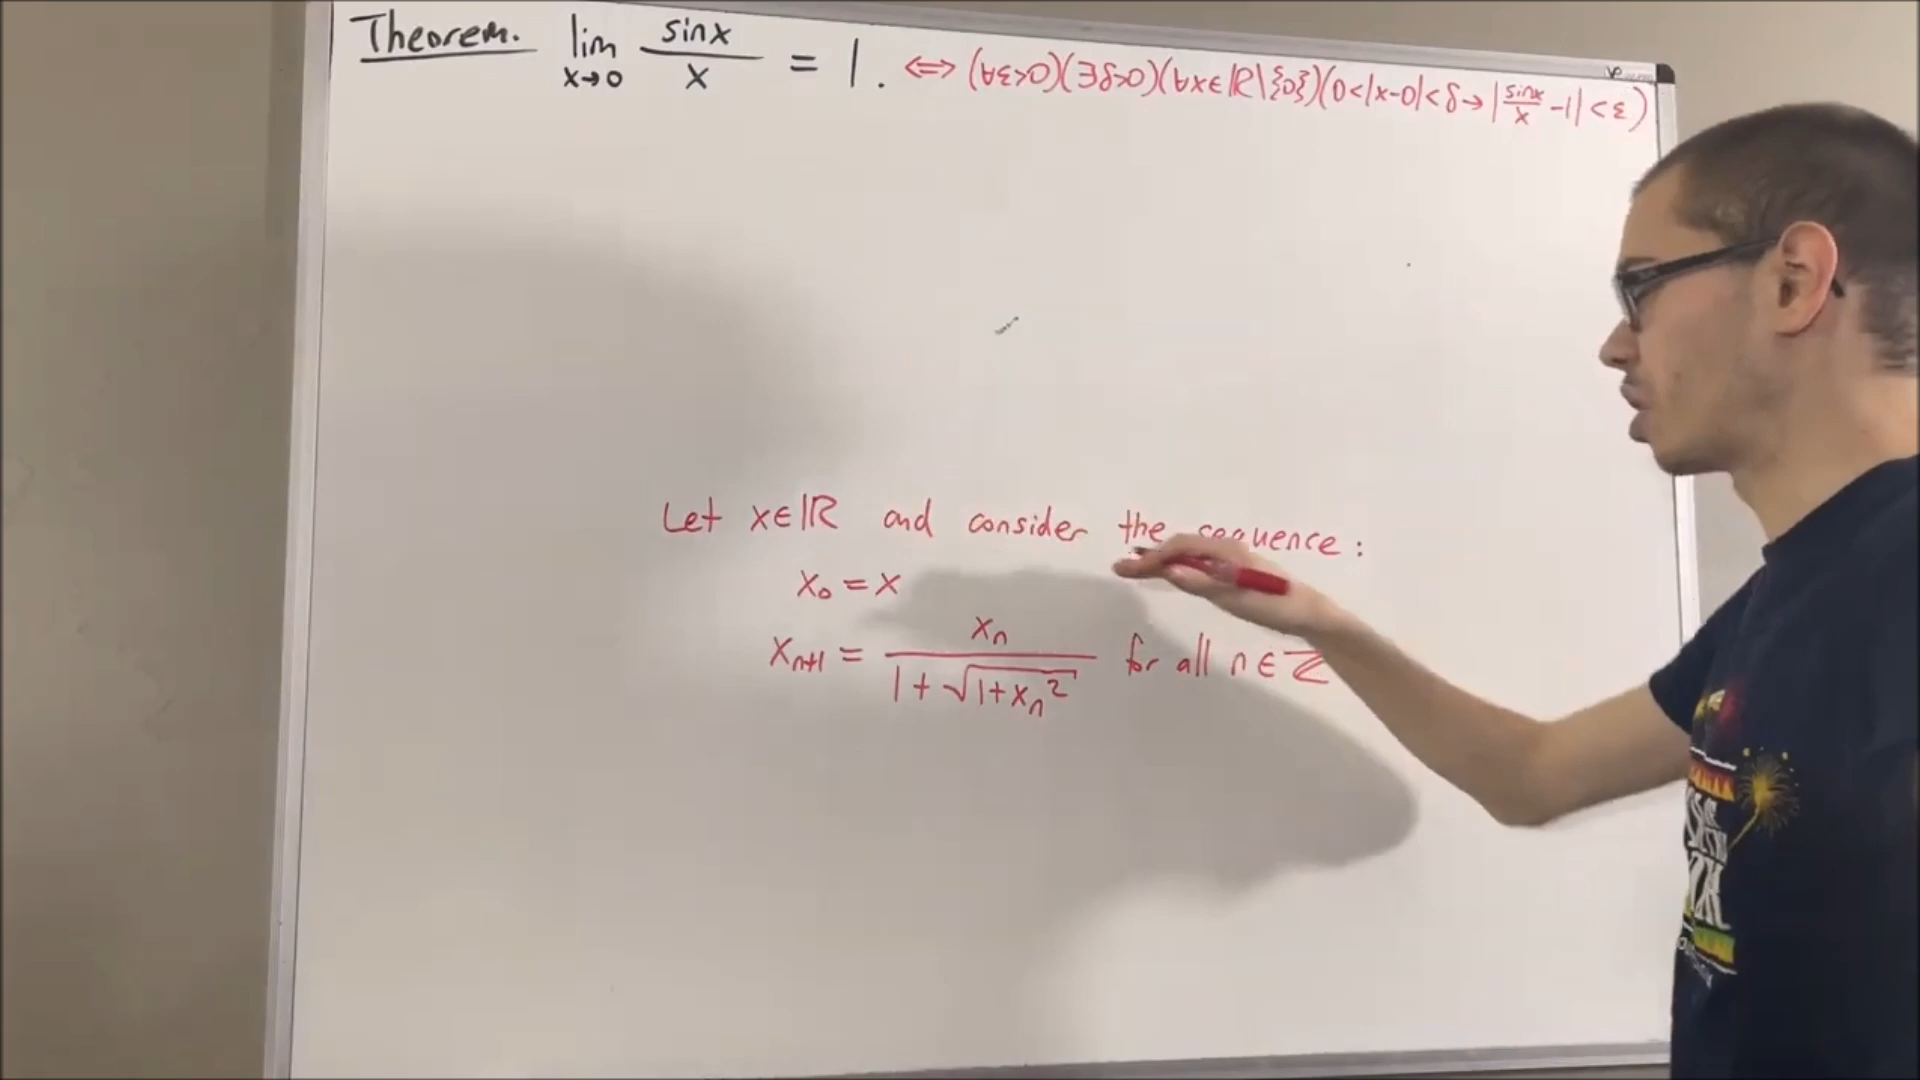 Theorem. lim x→0 sinx/x = 1. ⟺ (∀ε>0)(∃δ>0)(∀x∈ℝ\{0})(0<|x-0|<δ→|sinx/x -1|<ε)
Let x∈ℝ and consider the sequence:
x₀ = x
xₙ₊₁ = xₙ/(1+√(1+xₙ²)) for all n∈ℤ